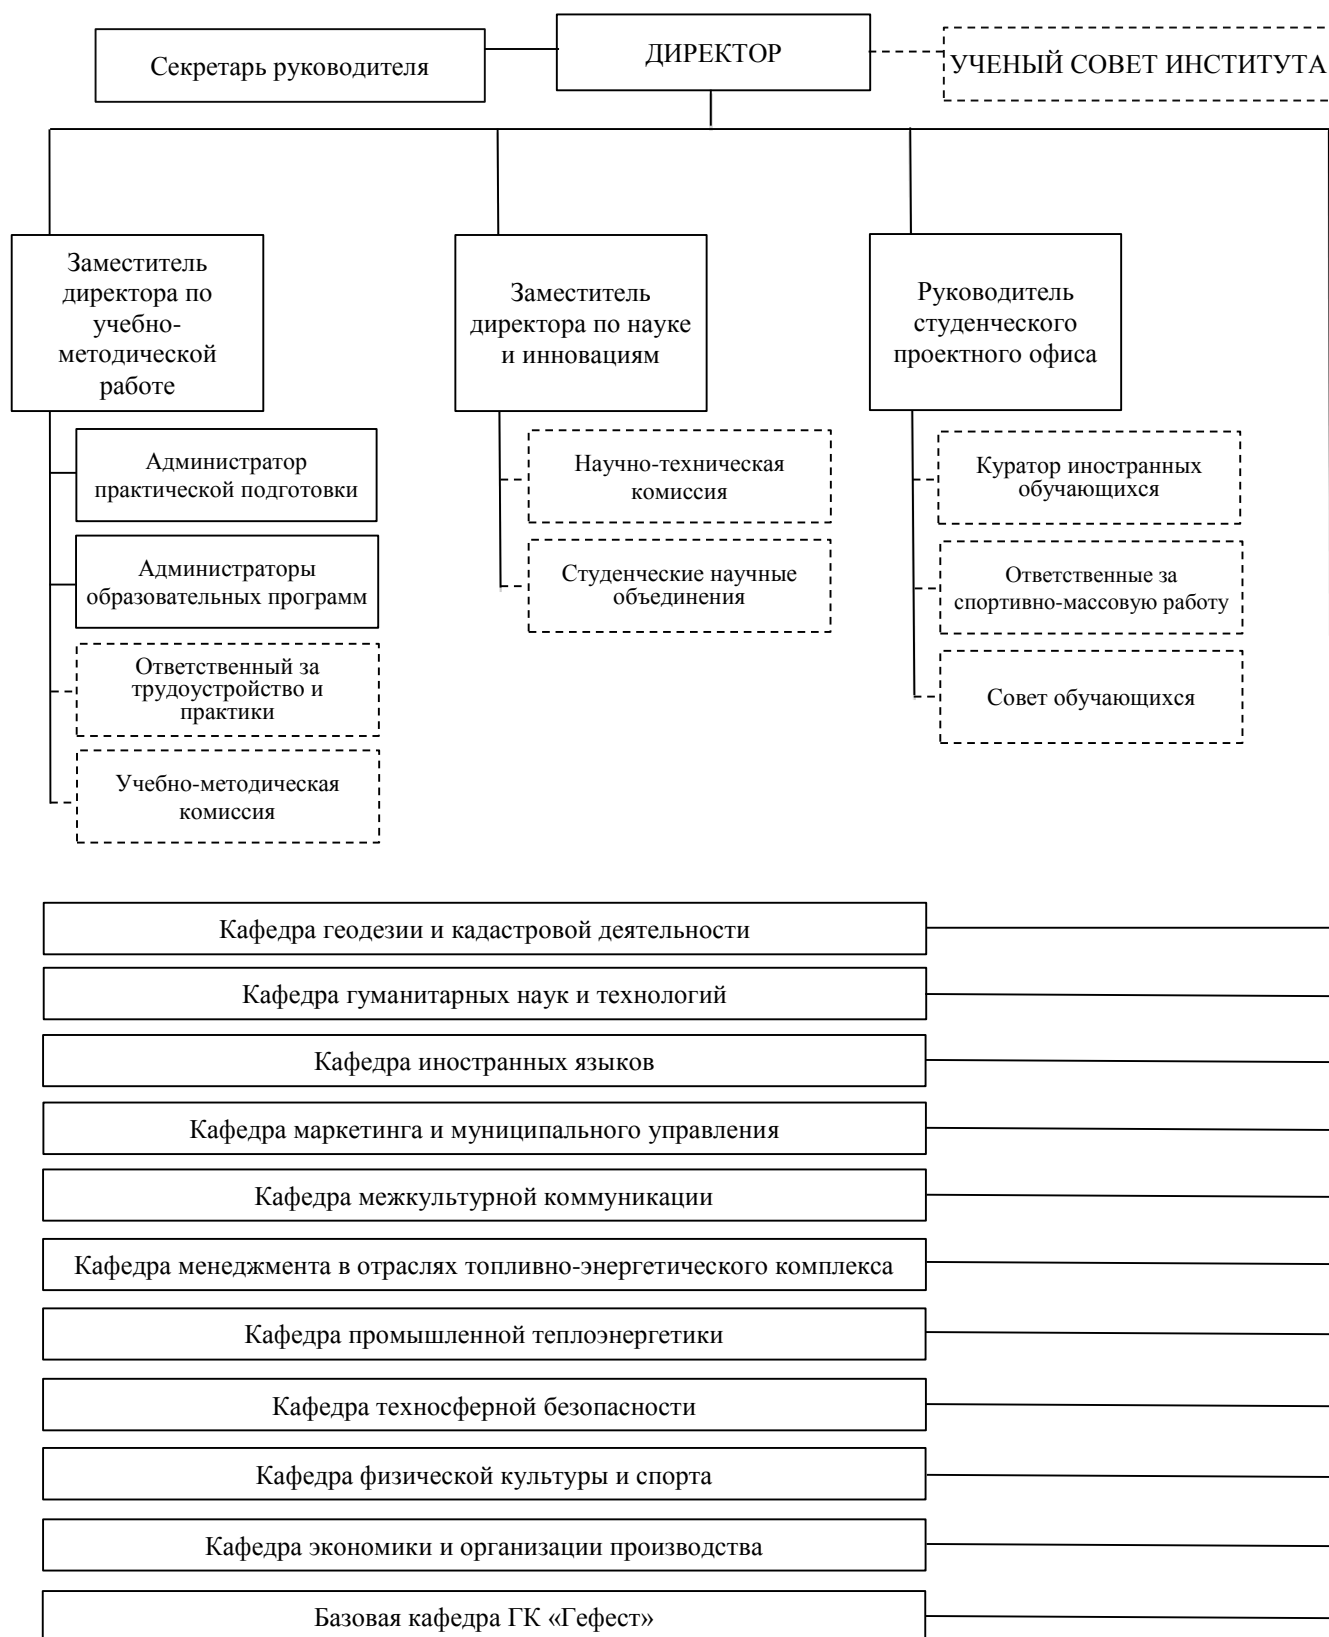 Секретарь руководителя
ДИРЕКТОР
УЧЕНЫЙ СОВЕТ ИНСТИТУТА
Заместитель
директора по
учебно-
методической
работе
Администратор
практической подготовки
Администраторы
образовательных программ
Ответственный за
трудоустройство и
практики
Учебно-методическая
комиссия
Заместитель
директора по науке
и инновациям
Научно-техническая
комиссия
Студенческие научные
объединения
Руководитель
студенческого
проектного офиса
Куратор иностранных
обучающихся
Ответственные за
спортивно-массовую работу
Совет обучающихся
Кафедра геодезии и кадастровой деятельности
Кафедра гуманитарных наук и технологий
Кафедра иностранных языков
Кафедра маркетинга и муниципального управления
Кафедра межкультурной коммуникации
Кафедра менеджмента в отраслях топливно-энергетического комплекса
Кафедра промышленной теплоэнергетики
Кафедра техносферной безопасности
Кафедра физической культуры и спорта
Кафедра экономики и организации производства
Базовая кафедра ГК «Гефест»